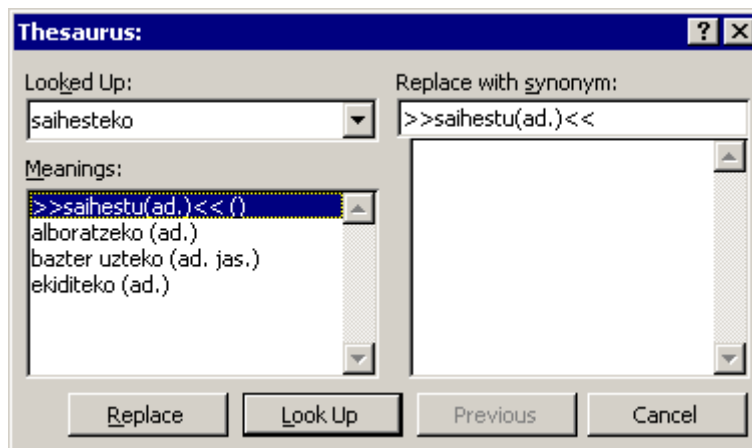 Thesaurus:
Looked Up:
saihesteko
Meanings:
>>saihestu(ad.)<< ()
alboratzeko (ad.)
bazter uzteko (ad. jas.)
ekiditeko (ad.)
Replace with synonym:
>>saihestu(ad.)<<
Replace
Look Up
Previous
Cancel